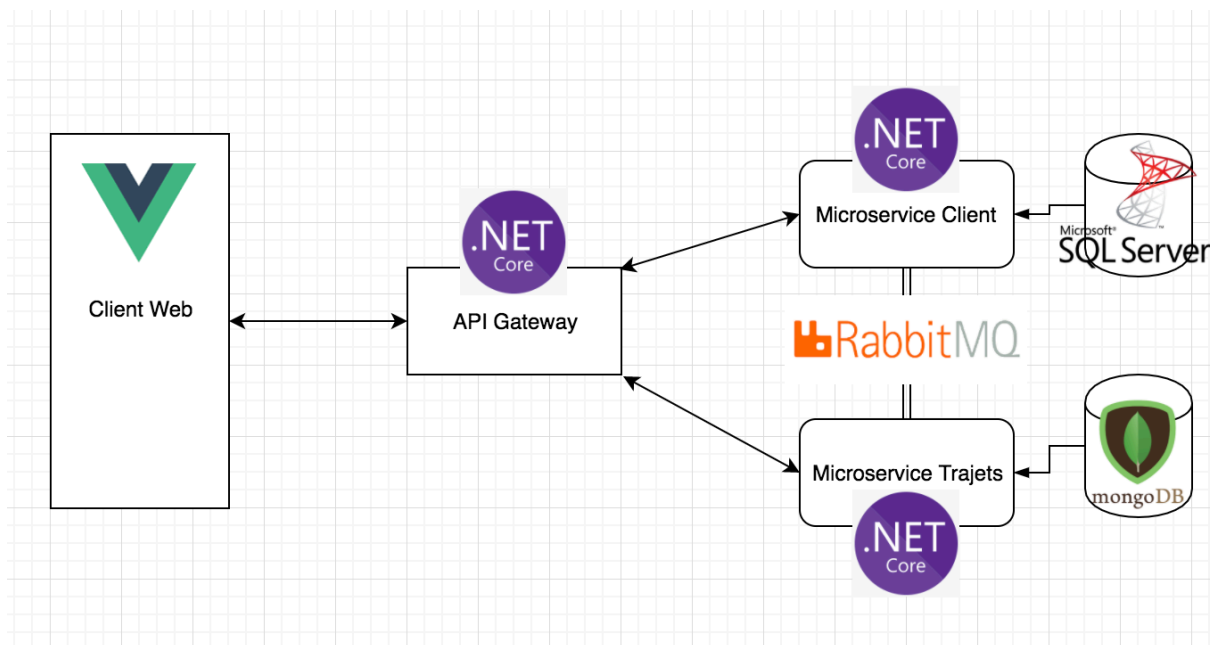 Client Web
.NET
Core
API Gateway
.NET
Core
Microservice Client
Microsoft®
SQL Server
RabbitMQ
Microservice Trajets
.NET
Core
mongoDB